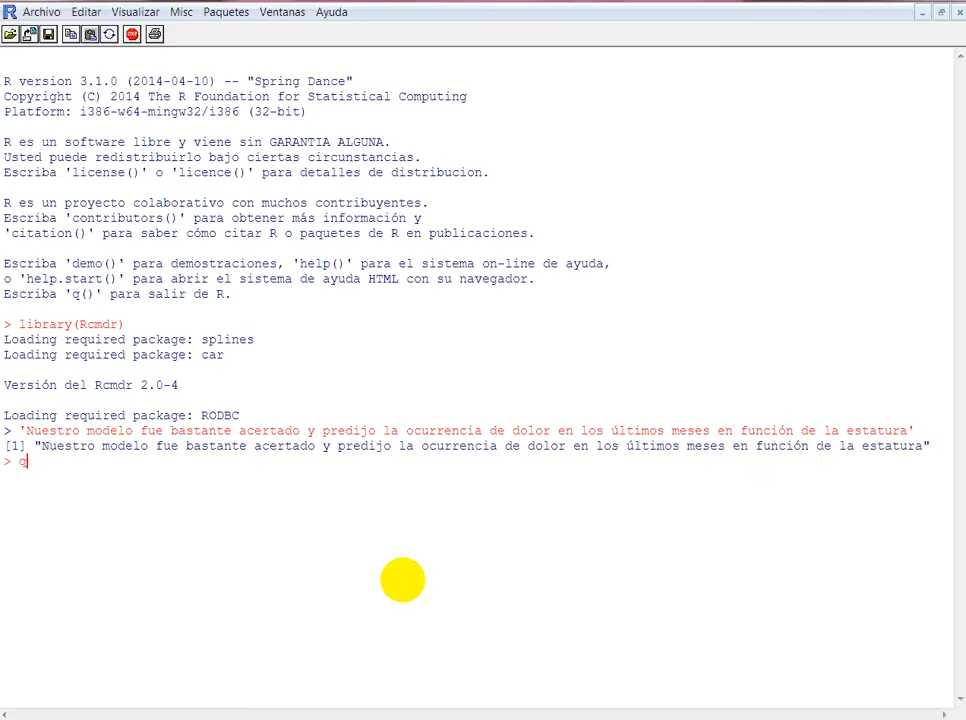 Archivo Editar Visualizar Misc Paquetes Ventanas Ayuda
STOP
R version 3.1.0 (2014-04-10) -- "Spring Dance"
Copyright (C) 2014 The R Foundation for Statistical Computing
Platform: i386-w64-mingw32/i386 (32-bit)
R es un software libre y viene sin GARANTIA ALGUNA.
Usted puede redistribuirlo bajo ciertas circunstancias.
Escriba 'license()' o 'licence()' para detalles de distribucion.
R es un proyecto colaborativo con muchos contribuyentes.
Escriba 'contributors()' para obtener más información y
'citation()' para saber cómo citar R o paquetes de R en publicaciones.
Escriba 'demo()' para demostraciones, 'help()' para el sistema on-line de ayuda,
o 'help.start()' para abrir el sistema de ayuda HTML con su navegador.
Escriba 'q()' para salir de R.
> library(Rcmdr)
Loading required package: splines
Loading required package: car
Versión del Rcmdr 2.0-4
Loading required package: RODBC
> 'Nuestro modelo fue bastante acertado y predijo la ocurrencia de dolor en los últimos meses en función de la estatura'
[1] "Nuestro modelo fue bastante acertado y predijo la ocurrencia de dolor en los últimos meses en función de la estatura"
> q